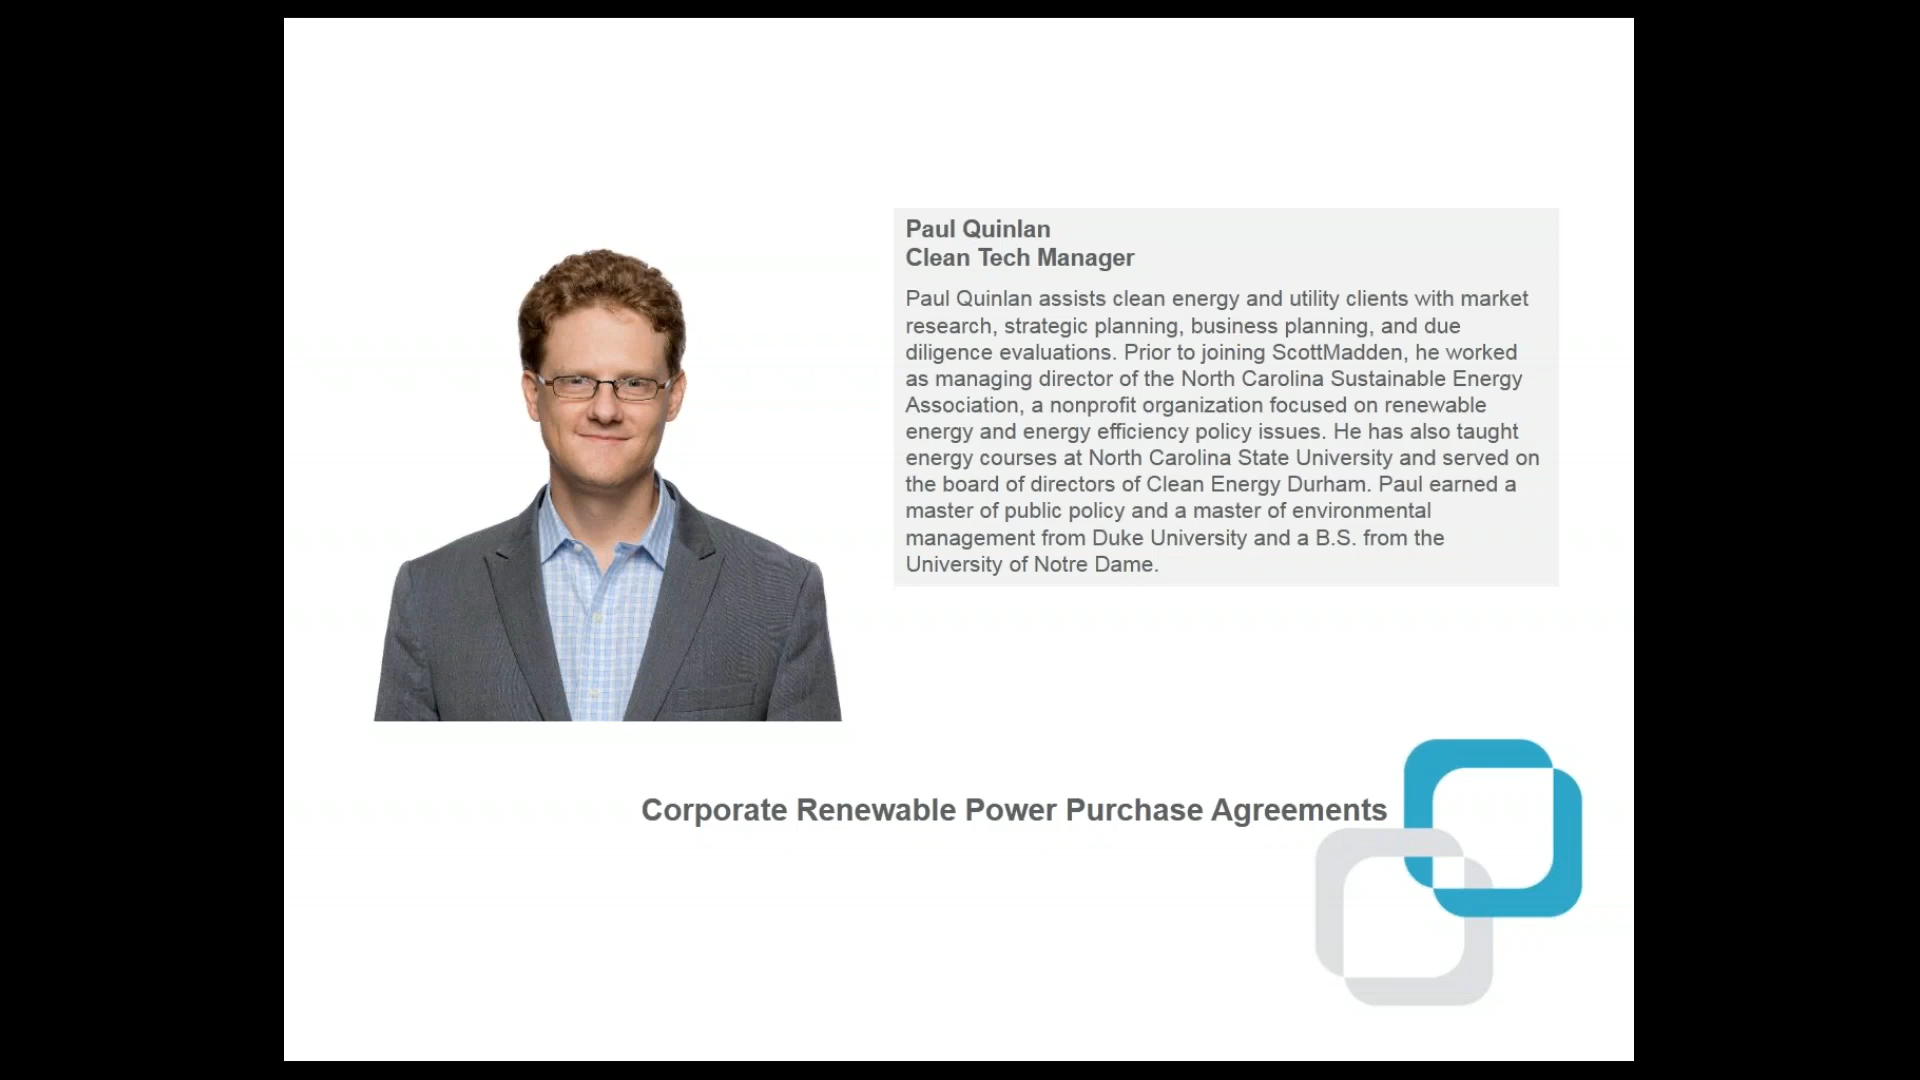 Paul Quinlan
Clean Tech Manager
Paul Quinlan assists clean energy and utility clients with market
research, strategic planning, business planning, and due
diligence evaluations. Prior to joining ScottMadden, he worked
as managing director of the North Carolina Sustainable Energy
Association, a nonprofit organization focused on renewable
energy and energy efficiency policy issues. He has also taught
energy courses at North Carolina State University and served on
the board of directors of Clean Energy Durham. Paul earned a
master of public policy and a master of environmental
management from Duke University and a B.S. from the
University of Notre Dame.
Corporate Renewable Power Purchase Agreements